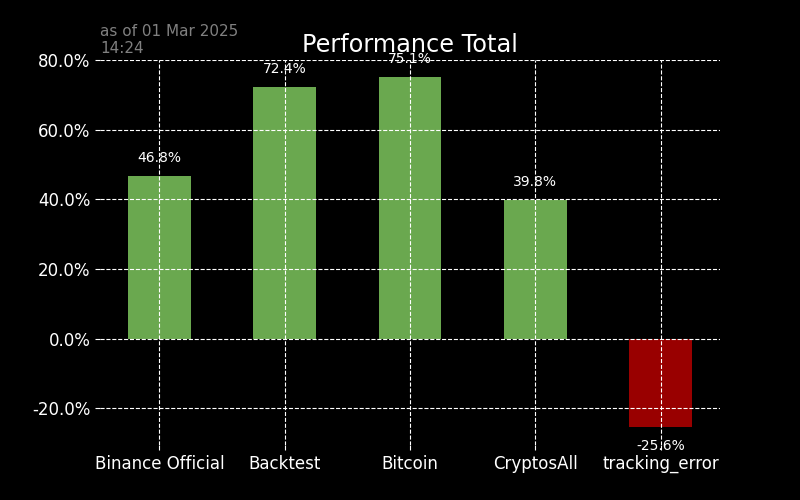 as of 01 Mar 2025
14:24
Performance Total
80.0%
60.0%
40.0%
20.0%
0.0%
-20.0%
46.8%
72.4%
75.1%
39.8%
-25.6%
Binance Official
Backtest
Bitcoin
CryptosAll
tracking_error